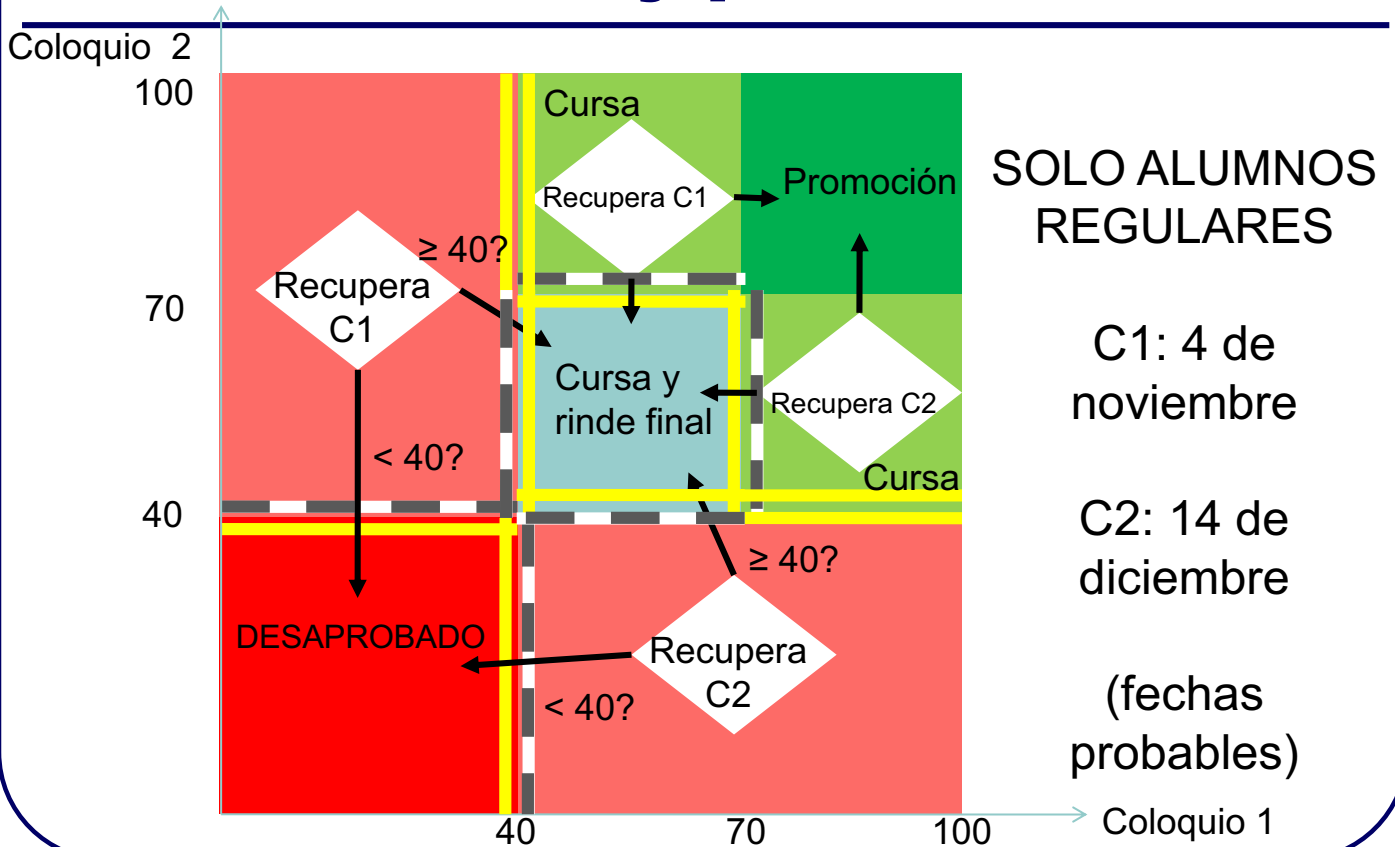 Coloquio 2
100
70
40
Cursa
Recupera C1
Promoción
≥ 40?
Recupera
C1
< 40?
Cursa y
rinde final
Recupera C2
Cursa
≥ 40?
DESAPROBADO
Recupera
C2
< 40?
40
70
100
Coloquio 1
SOLO ALUMNOS
REGULARES
C1: 4 de
noviembre
C2: 14 de
diciembre
(fechas
probables)